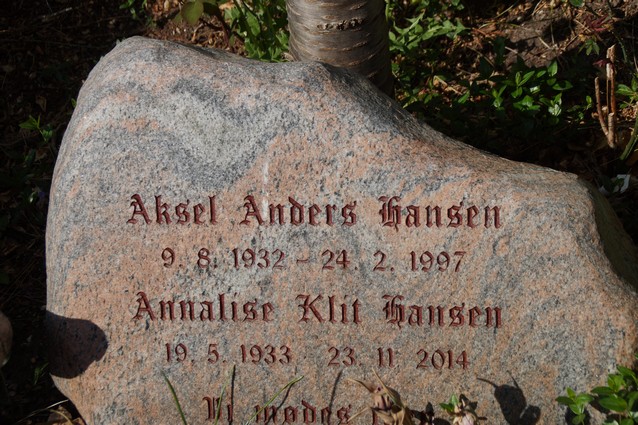 Aksel Anders Hansen
9. 8. 1932 - 24. 2. 1997
Annalise Klit Hansen
19. 5. 1933 23. 11. 2014
Vi mødes